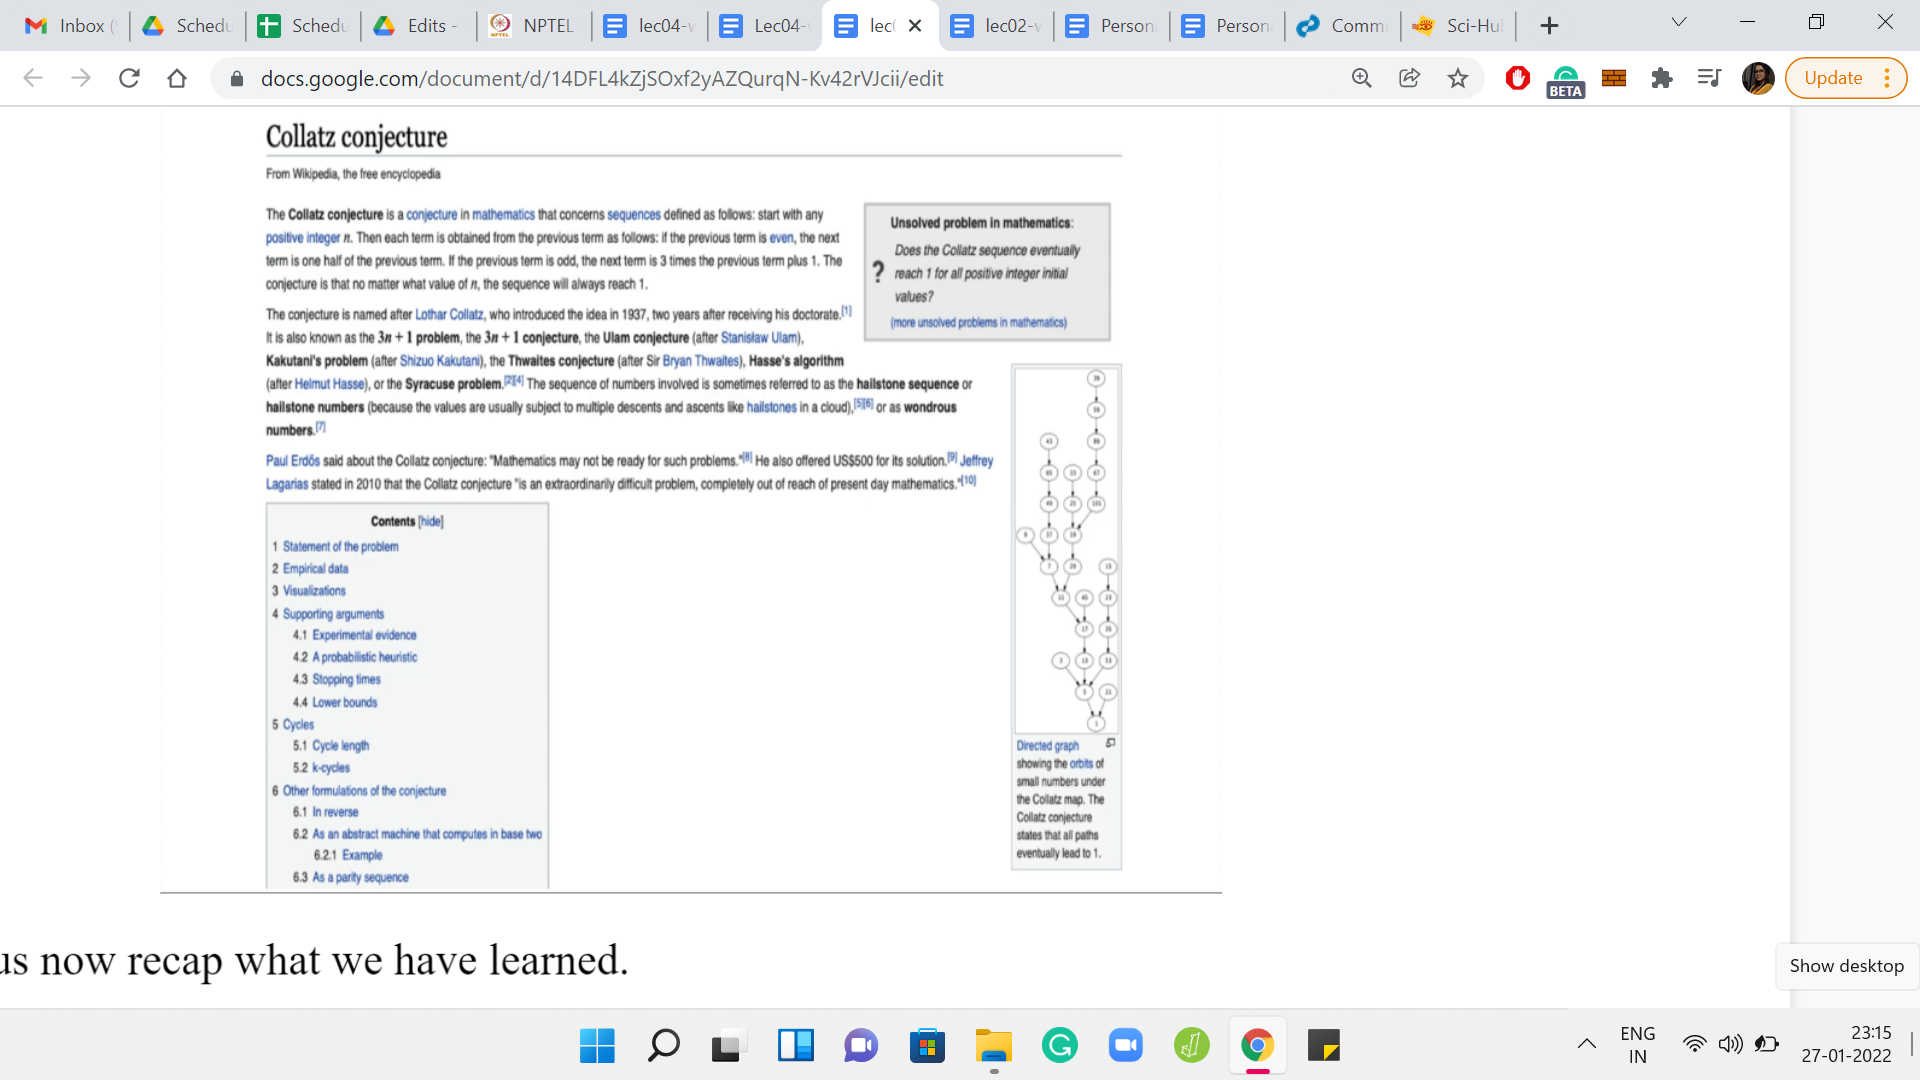 Inbox (
Schedu
Schedu
Edits -
NPTEL
lec04-v
Lec04-
lec
lec02-v
Person
Person
Commu
Sci-Hul
docs.google.com/document/d/14DFL4kZjSOxf2yAZQurqN-Kv42rVJcii/edit
BETA
Update
Collatz conjecture
From Wikipedia, the free encyclopedia
The Collatz conjecture is a conjecture in mathematics that concerns sequences defined as follows: start with any
positive integer n. Then each term is obtained from the previous term as follows: if the previous term is even, the next
term is one half of the previous term. If the previous term is odd, the next term is 3 times the previous term plus 1. The
conjecture is that no matter what value of n, the sequence will always reach 1.
The conjecture is named after Lothar Collatz, who introduced the idea in 1937, two years after receiving his doctorate.[1]
It is also known as the 3n + 1 problem, the 3n + 1 conjecture, the Ulam conjecture (after Stanisław Ulam),
Kakutani's problem (after Shizuo Kakutani), the Thwaites conjecture (after Sir Bryan Thwaites), Hasse's algorithm
(after Helmut Hasse), or the Syracuse problem.[2][4] The sequence of numbers involved is sometimes referred to as the hailstone sequence or
hailstone numbers (because the values are usually subject to multiple descents and ascents like hailstones in a cloud),[5][6] or as wondrous
numbers.[7]
Paul Erdős said about the Collatz conjecture: "Mathematics may not be ready for such problems."[8] He also offered US$500 for its solution.[9] Jeffrey
Lagarias stated in 2010 that the Collatz conjecture "is an extraordinarily difficult problem, completely out of reach of present day mathematics."[10]
Unsolved problem in mathematics:
? Does the Collatz sequence eventually
reach 1 for all positive integer initial
values?
(more unsolved problems in mathematics)
Contents [hide]
1 Statement of the problem
2 Empirical data
3 Visualizations
4 Supporting arguments
4.1 Experimental evidence
4.2 A probabilistic heuristic
4.3 Stopping times
4.4 Lower bounds
5 Cycles
5.1 Cycle length
5.2 k-cycles
6 Other formulations of the conjecture
6.1 In reverse
6.2 As an abstract machine that computes in base two
6.2.1 Example
6.3 As a parity sequence
Directed graph
showing the orbits of
small numbers under
the Collatz map. The
Collatz conjecture
states that all paths
eventually lead to 1.
us now recap what we have learned.
Show desktop
ENG
IN
23:15
27-01-2022